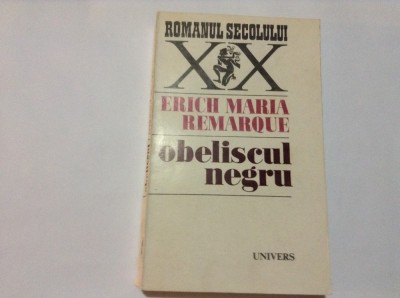 ROMANUL SECOLULUI
XX
ERICH MARIA
REMARQUE
obeliscul
negru
UNIVERS